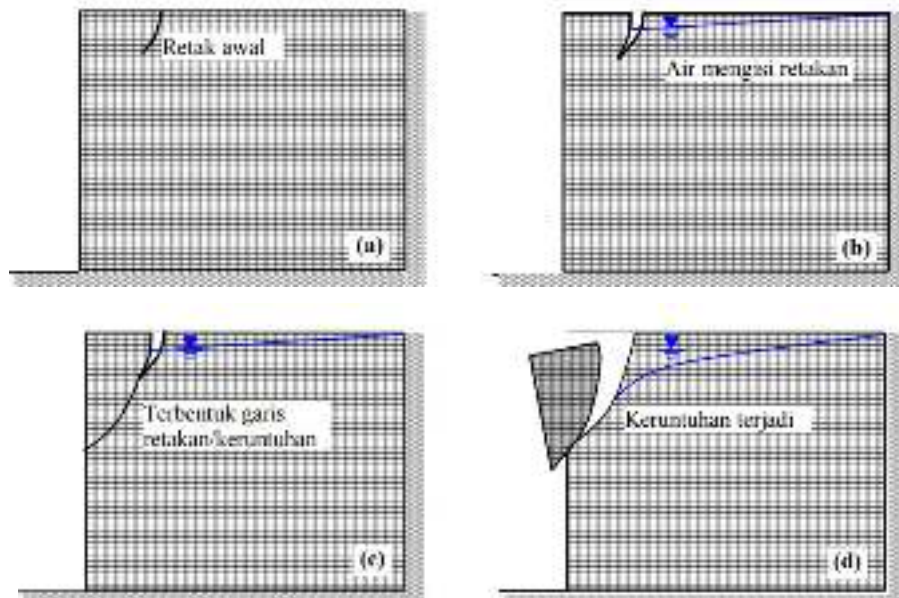 Retak awal
(a)
Air mengisi retakan
(b)
Terbentuk garis
retakan/keruntuhan
(c)
Keruntuhan terjadi
(d)